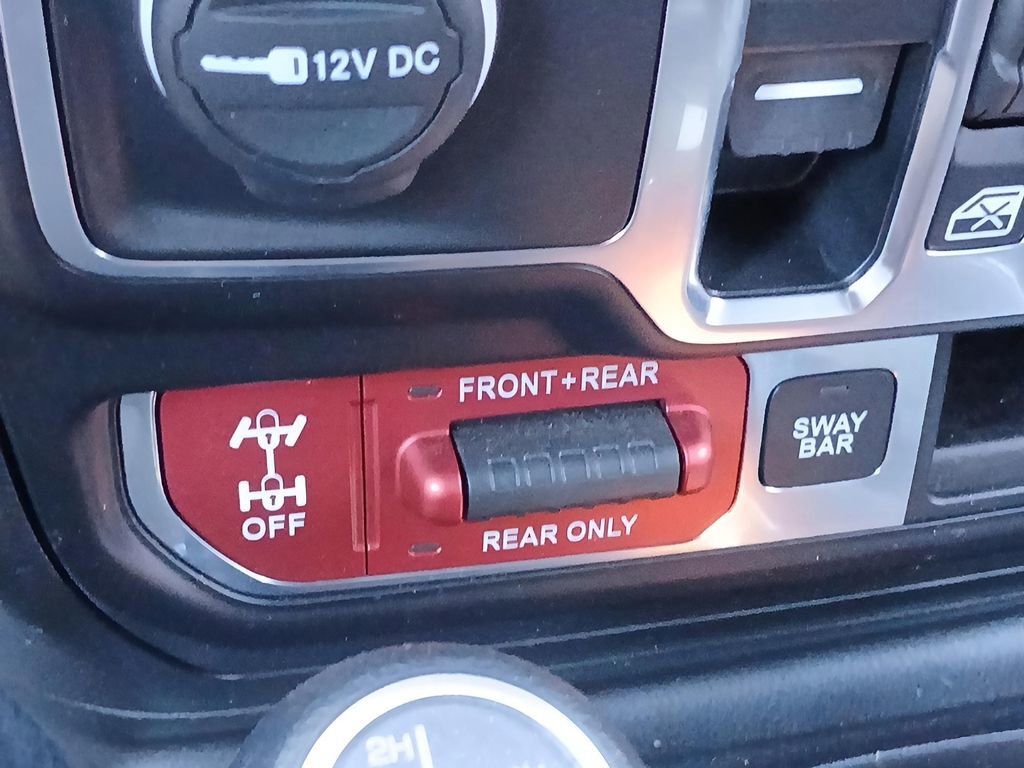 12V DC
FRONT+REAR
SWAY
BAR
OFF
REAR ONLY
2H